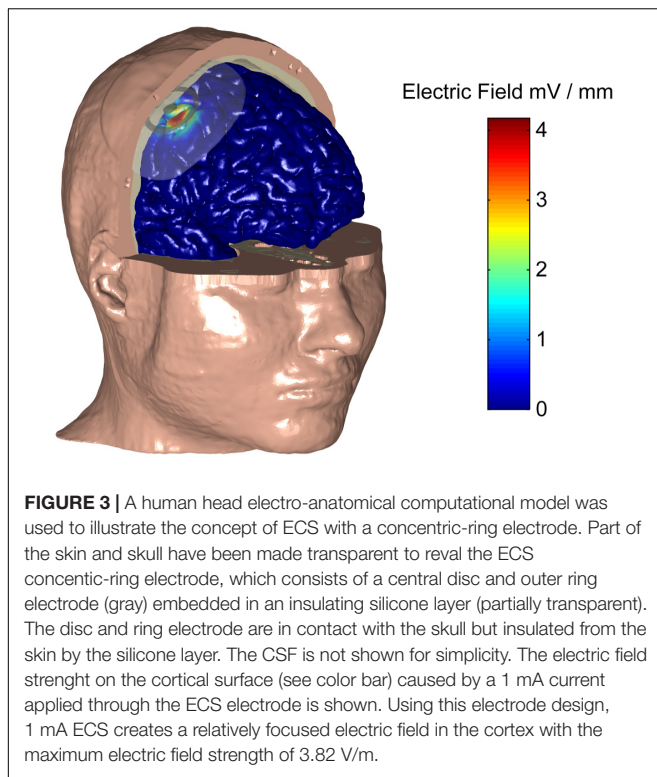 Electric Field mV / mm
4
3
2
1
0
FIGURE 3 | A human head electro-anatomical computational model was
used to illustrate the concept of ECS with a concentric-ring electrode. Part of
the skin and skull have been made transparent to reval the ECS
concentic-ring electrode, which consists of a central disc and outer ring
electrode (gray) embedded in an insulating silicone layer (partially transparent).
The disc and ring electrode are in contact with the skull but insulated from the
skin by the silicone layer. The CSF is not shown for simplicity. The electric field
strenght on the cortical surface (see color bar) caused by a 1 mA current
applied through the ECS electrode is shown. Using this electrode design,
1 mA ECS creates a relatively focused electric field in the cortex with the
maximum electric field strength of 3.82 V/m.